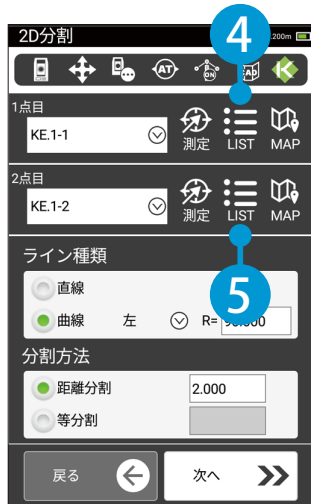 2D分割
4
.200m
AT
P
ON
1点目
KE.1-1
測定 LIST MAP
2点目
KE.1-2
測定 LIST MAP
ライン種類
5
直線
曲線 左 R=
分割方法
距離分割 2.000
等分割
戻る 次へ